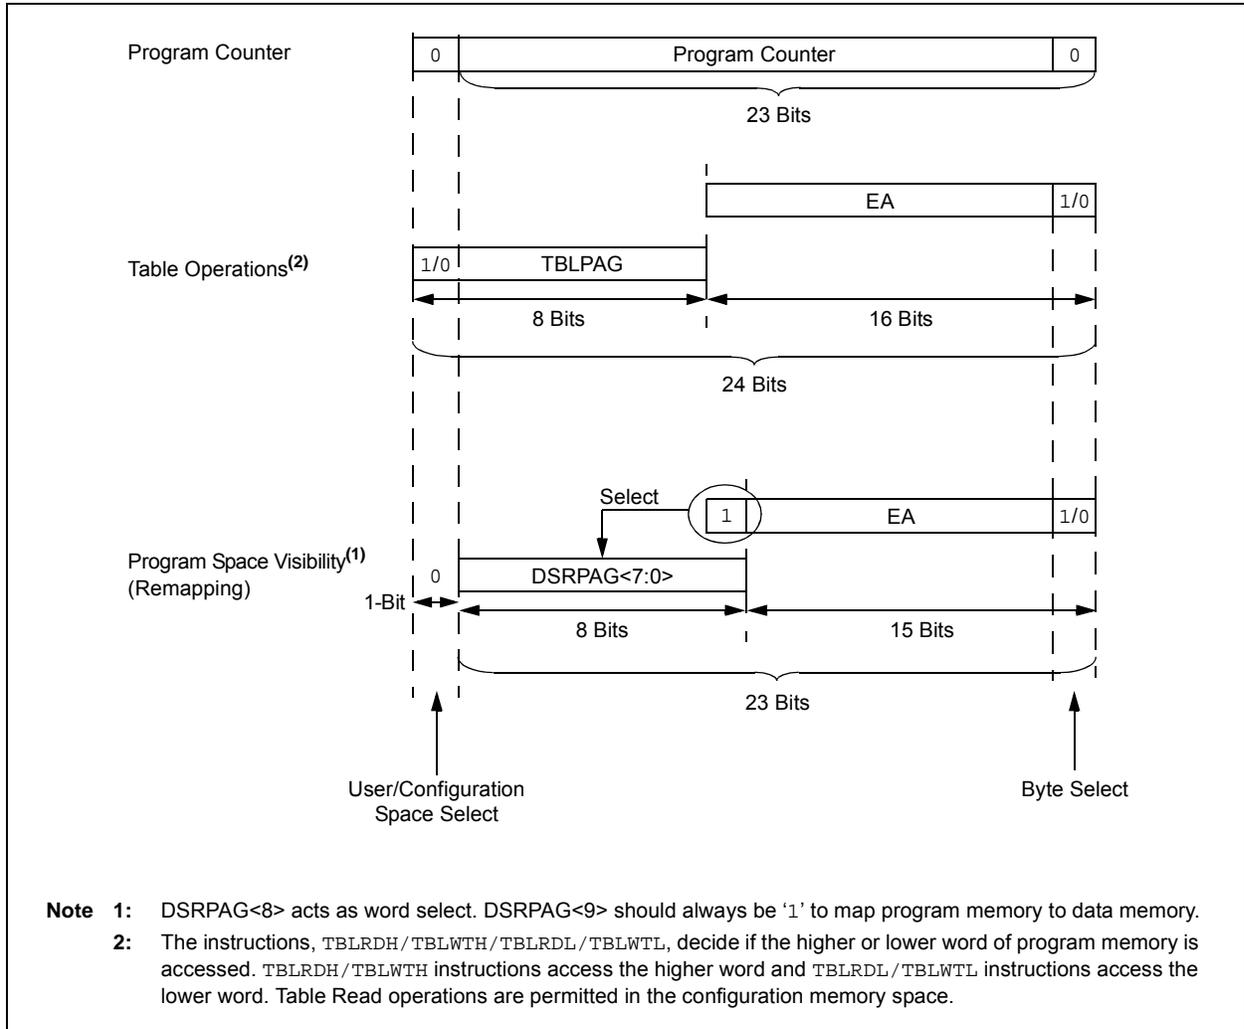 Program Counter
0
Program Counter
0
23 Bits
EA
1/0
Table Operations(2)
1/0
TBLPAG
8 Bits
16 Bits
24 Bits
Select
1
EA
1/0
Program Space Visibility(1)
(Remapping)
0
DSRPAG<7:0>
1-Bit
8 Bits
15 Bits
23 Bits
User/Configuration
Space Select
Byte Select
Note 1: DSRPAG<8> acts as word select. DSRPAG<9> should always be ‘1’ to map program memory to data memory.
2: The instructions, TBLRDH/TBLWTH/TBLRDL/TBLWTL, decide if the higher or lower word of program memory is
accessed. TBLRDH/TBLWTH instructions access the higher word and TBLRDL/TBLWTL instructions access the
lower word. Table Read operations are permitted in the configuration memory space.